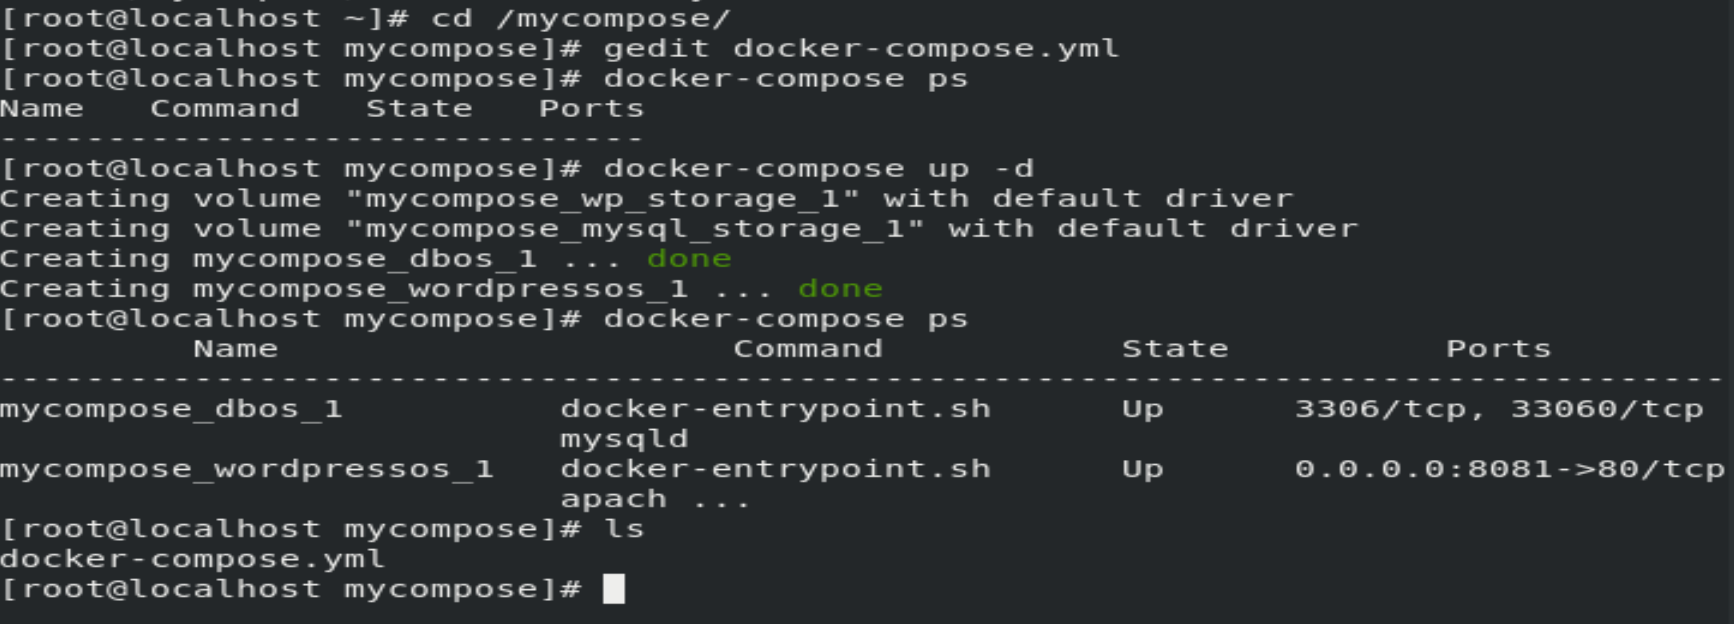 [root@localhost ~]# cd /mycompose/
[root@localhost mycompose]# gedit docker-compose.yml
[root@localhost mycompose]# docker-compose ps
Name   Command   State   Ports
------------------------------
[root@localhost mycompose]# docker-compose up -d
Creating volume "mycompose_wp_storage_1" with default driver
Creating volume "mycompose_mysql_storage_1" with default driver
Creating mycompose_dbos_1 ... done
Creating mycompose_wordpressos_1 ... done
[root@localhost mycompose]# docker-compose ps
         Name                     Command             State          Ports
--------------------------------------------------------------------------------
mycompose_dbos_1          docker-entrypoint.sh      Up      3306/tcp, 33060/tcp
                          mysqld
mycompose_wordpressos_1   docker-entrypoint.sh      Up      0.0.0.0:8081->80/tcp
                          apach ...
[root@localhost mycompose]# ls
docker-compose.yml
[root@localhost mycompose]#